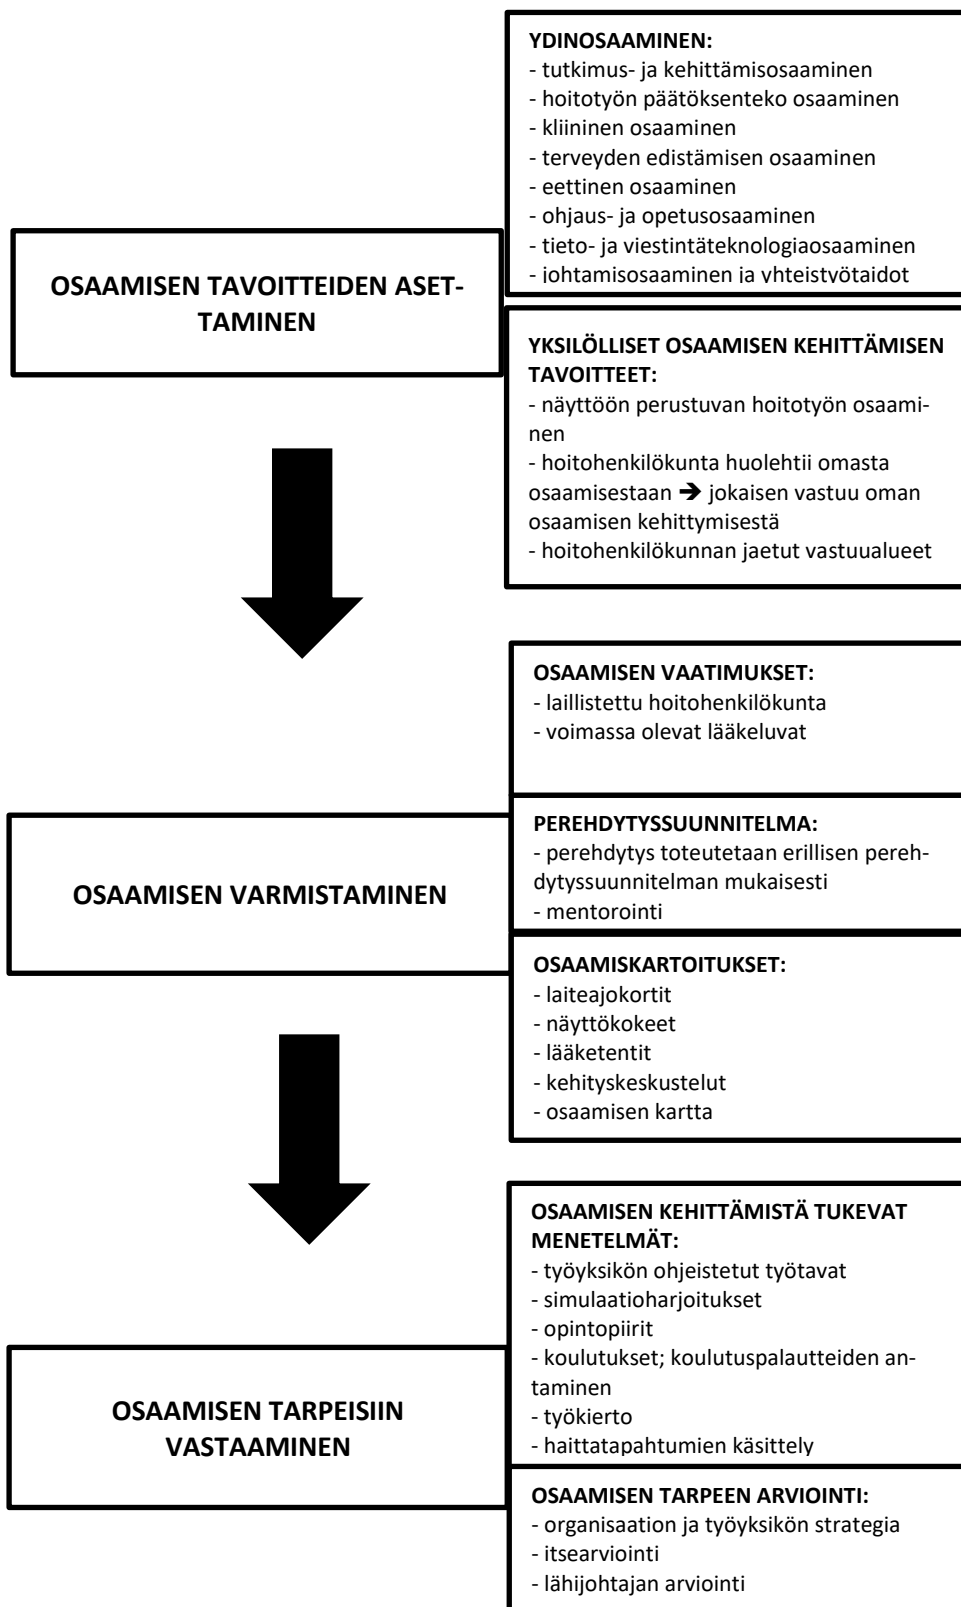 YDINOSAAMINEN:
- tutkimus- ja kehittämisosaaminen
- hoitotyön päätöksenteko osaaminen
- kliininen osaaminen
- terveyden edistämisen osaaminen
- eettinen osaaminen
- ohjaus- ja opetusosaaminen
- tieto- ja viestintäteknologiaosaaminen
- johtamisosaaminen ja yhteistyötaidot
OSAAMISEN TAVOITTEIDEN ASET-
TAMINEN
YKSILÖLLISET OSAAMISEN KEHITTÄMISEN
TAVOITTEET:
- näyttöön perustuvan hoitotyön osaami-
nen
- hoitohenkilökunta huolehtii omasta
osaamisestaan ➔ jokaisen vastuu oman
osaamisen kehittymisestä
- hoitohenkilökunnan jaetut vastuualueet
OSAAMISEN VAATIMUKSET:
- laillistettu hoitohenkilökunta
- voimassa olevat lääkeluvat
OSAAMISEN VARMISTAMINEN
PEREHDYTYSSUUNNITELMA:
- perehdytys toteutetaan erillisen pereh-
dytyssuunnitelman mukaisesti
- mentorointi
OSAAMISKARTOITUKSET:
- laiteajokortit
- näyttökokeet
- lääketentit
- kehityskeskustelut
- osaamisen kartta
OSAAMISEN KEHITTÄMISTÄ TUKEVAT
MENETELMÄT:
- työyksikön ohjeistetut työtavat
- simulaatioharjoitukset
- opintopiirit
- koulutukset; koulutuspalautteiden an-
taminen
- työkierto
- haittatapahtumien käsittely
OSAAMISEN TARPEISIIN
VASTAAMINEN
OSAAMISEN TARPEEN ARVIOINTI:
- organisaation ja työyksikön strategia
- itsearviointi
- lähijohtajan arviointi